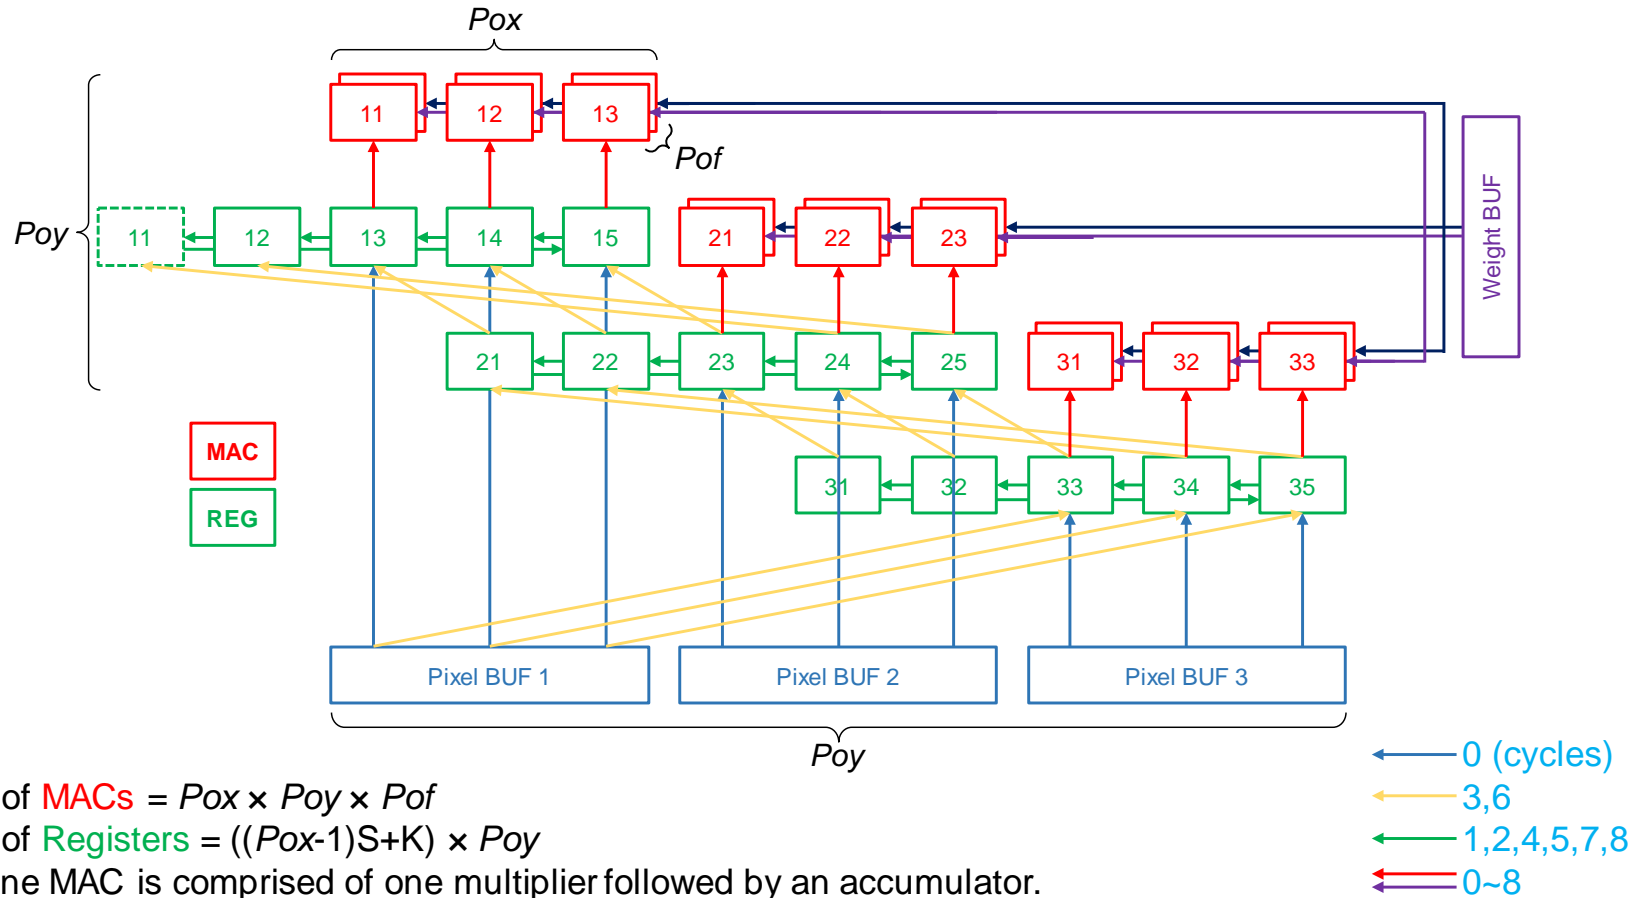 Pox
11 12 13
Pof
Weight BUF
Poy
11 12 13 14 15
21 22 23
21 22 23 24 25
31 32 33
MAC
31 32 33 34 35
REG
Pixel BUF 1 Pixel BUF 2 Pixel BUF 3
Poy
0 (cycles)
of MACs = Pox × Poy × Pof
3,6
of Registers = ((Pox-1)S+K) × Poy
1,2,4,5,7,8
ne MAC is comprised of one multiplier followed by an accumulator.
0~8